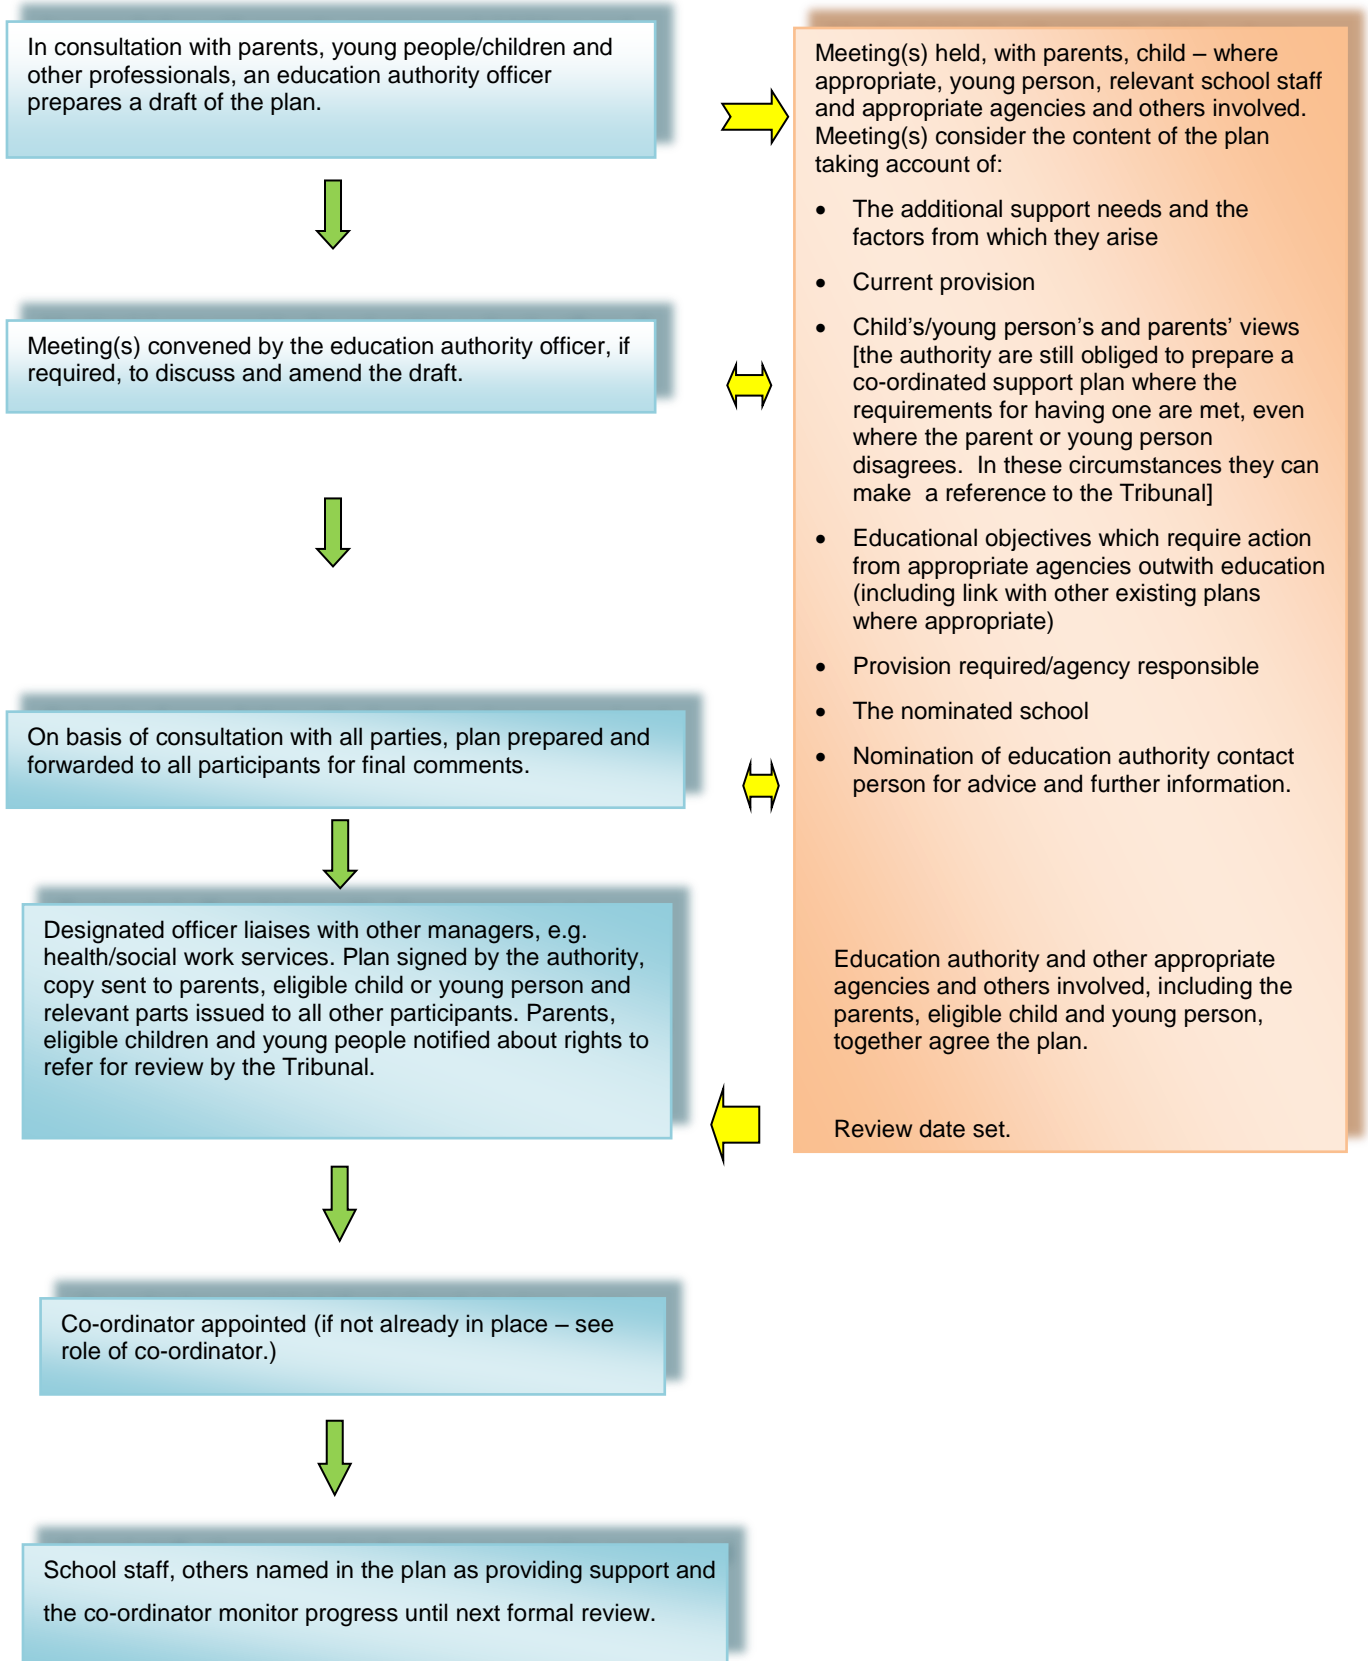 In consultation with parents, young people/children and
other professionals, an education authority officer
prepares a draft of the plan.
Meeting(s) convened by the education authority officer, if
required, to discuss and amend the draft.
On basis of consultation with all parties, plan prepared and
forwarded to all participants for final comments.
Designated officer liaises with other managers, e.g.
health/social work services. Plan signed by the authority,
copy sent to parents, eligible child or young person and
relevant parts issued to all other participants. Parents,
eligible children and young people notified about rights to
refer for review by the Tribunal.
Co-ordinator appointed (if not already in place – see
role of co-ordinator.)
School staff, others named in the plan as providing support and
the co-ordinator monitor progress until next formal review.
Meeting(s) held, with parents, child – where
appropriate, young person, relevant school staff
and appropriate agencies and others involved.
Meeting(s) consider the content of the plan
taking account of:
• The additional support needs and the
factors from which they arise
• Current provision
• Child’s/young person’s and parents’ views
[the authority are still obliged to prepare a
co-ordinated support plan where the
requirements for having one are met, even
where the parent or young person
disagrees.  In these circumstances they can
make  a reference to the Tribunal]
• Educational objectives which require action
from appropriate agencies outwith education
(including link with other existing plans
where appropriate)
• Provision required/agency responsible
• The nominated school
• Nomination of education authority contact
person for advice and further information.
Education authority and other appropriate
agencies and others involved, including the
parents, eligible child and young person,
together agree the plan.
Review date set.